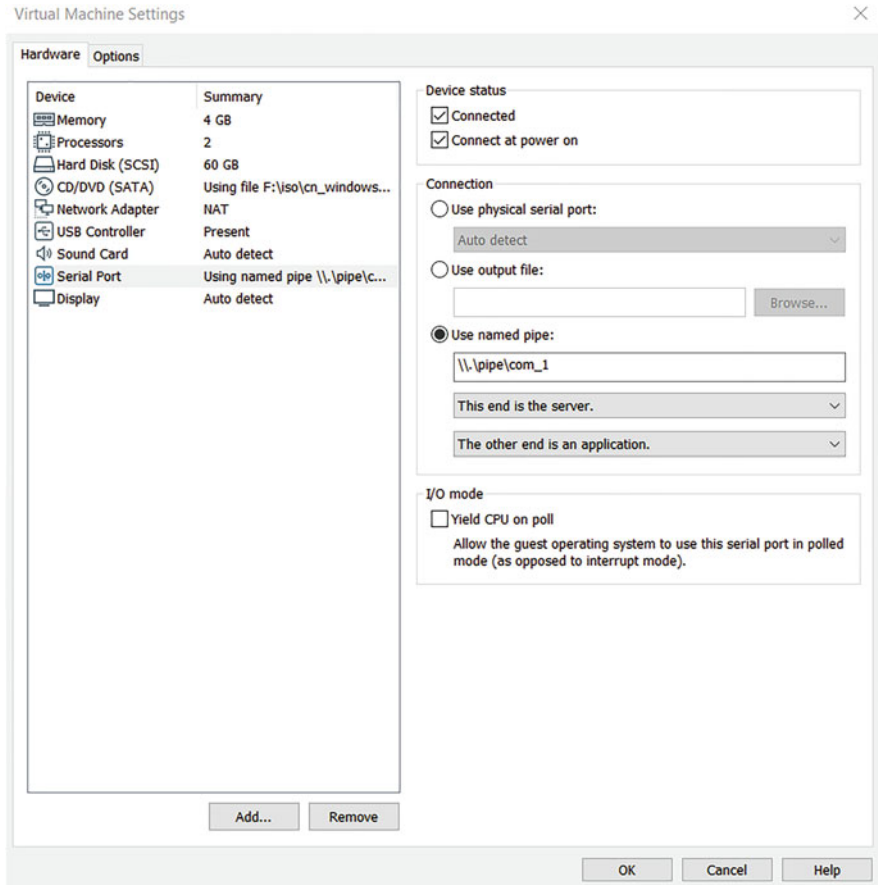 Virtual Machine Settings
Hardware Options
Device Summary
Memory 4 GB
Processors 2
Hard Disk (SCSI) 60 GB
CD/DVD (SATA) Using file F:\iso\cn_windows...
Network Adapter NAT
USB Controller Present
Sound Card Auto detect
Serial Port Using named pipe \\.\pipe\c...
Display Auto detect
Add... Remove
Device status
Connected
Connect at power on
Connection
Use physical serial port:
Auto detect
Use output file:
Browse...
Use named pipe:
\\.\pipe\com_1
This end is the server.
The other end is an application.
I/O mode
Yield CPU on poll
Allow the guest operating system to use this serial port in polled
mode (as opposed to interrupt mode).
OK Cancel Help